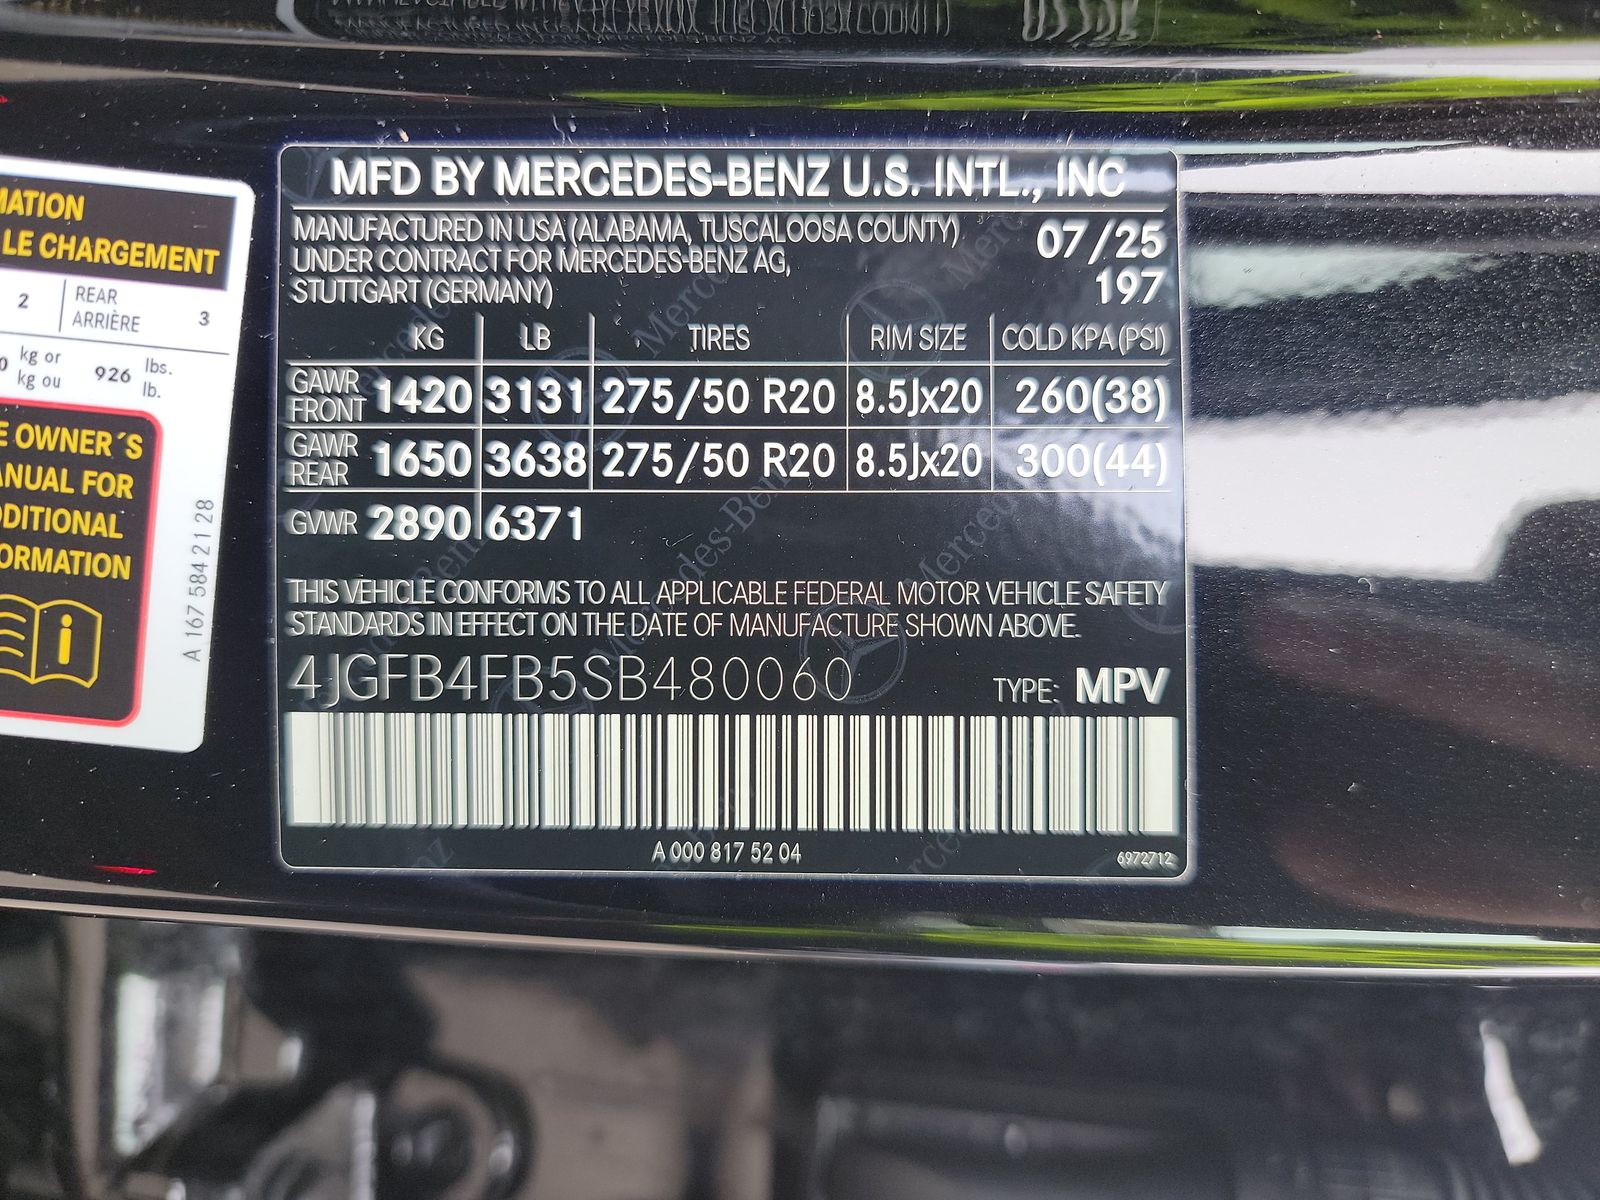 MFD BY MERCEDES-BENZ U.S. INTL., INC
MANUFACTURED IN USA (ALABAMA, TUSCALOOSA COUNTY) 07/25
UNDER CONTRACT FOR MERCEDES-BENZ AG,
STUTTGART (GERMANY) 197
KG LB TIRES RIM SIZE COLD KPA (PSI)
GAWR FRONT 1420 3131 275/50 R20 8.5Jx20 260(38)
GAWR REAR 1650 3638 275/50 R20 8.5Jx20 300(44)
GVWR 2890 6371
THIS VEHICLE CONFORMS TO ALL APPLICABLE FEDERAL MOTOR VEHICLE SAFETY
STANDARDS IN EFFECT ON THE DATE OF MANUFACTURE SHOWN ABOVE.
4JGFB4FB5SB480060 TYPE: MPV
A 000 817 52 04 6972712
LE CHARGEMENT
2 REAR 3
ARRIÈRE
kg or 926 lbs.
kg ou lb.
OWNER´S
FOR
A 167 584 21 28
i
Mercedes-Benz